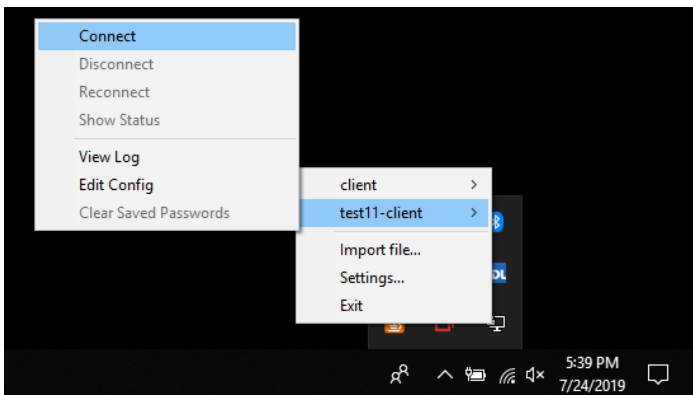 Connect
Disconnect
Reconnect
Show Status
View Log
Edit Config
Clear Saved Passwords
client
test11-client
Import file...
Settings...
Exit
5:39 PM
7/24/2019